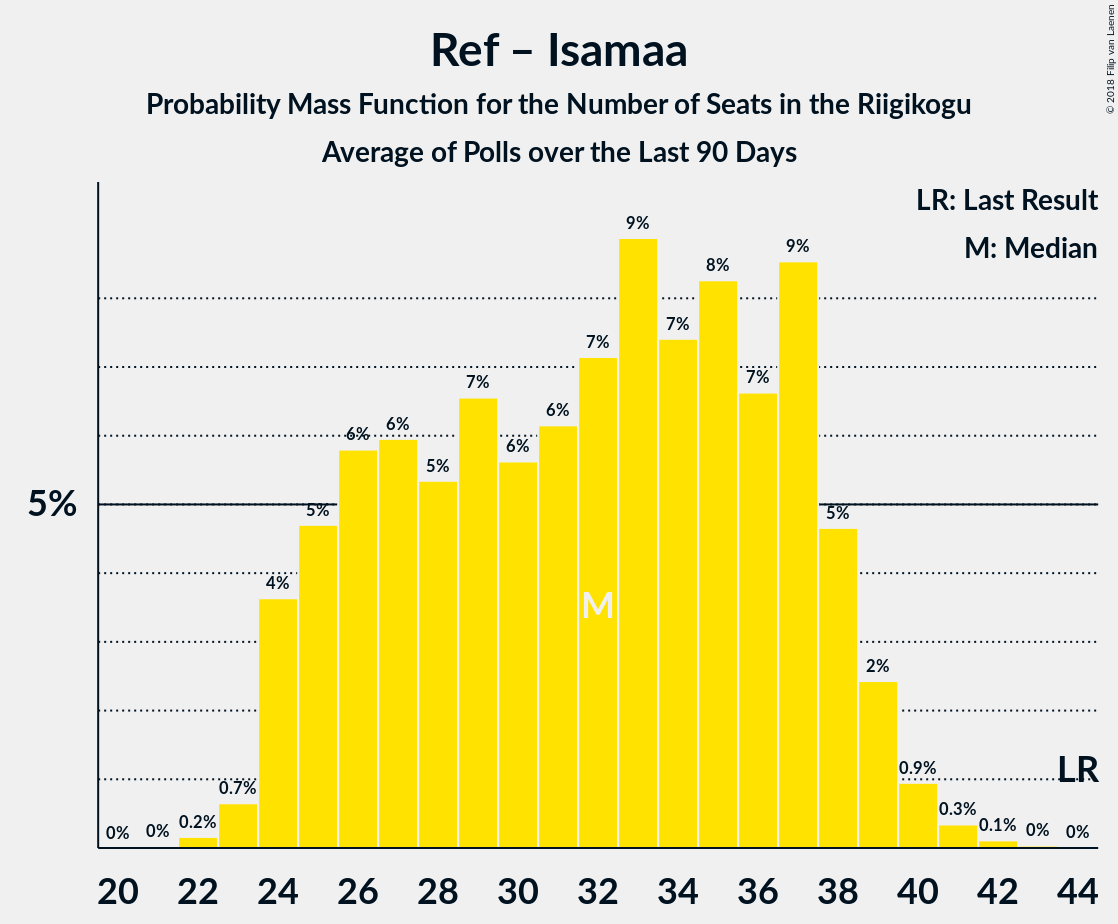 Ref – Isamaa
Probability Mass Function for the Number of Seats in the Riigikogu
Average of Polls over the Last 90 Days
© 2018 Filip van Laenen
LR: Last Result
M: Median
5%
0% 0% 0.2% 0.7% 4% 5% 6% 6% 5% 7% 6% 6% 7% 9% 7% 8% 7% 9% 5% 2% 0.9% 0.3% 0.1% 0% 0%
M
LR
20 22 24 26 28 30 32 34 36 38 40 42 44